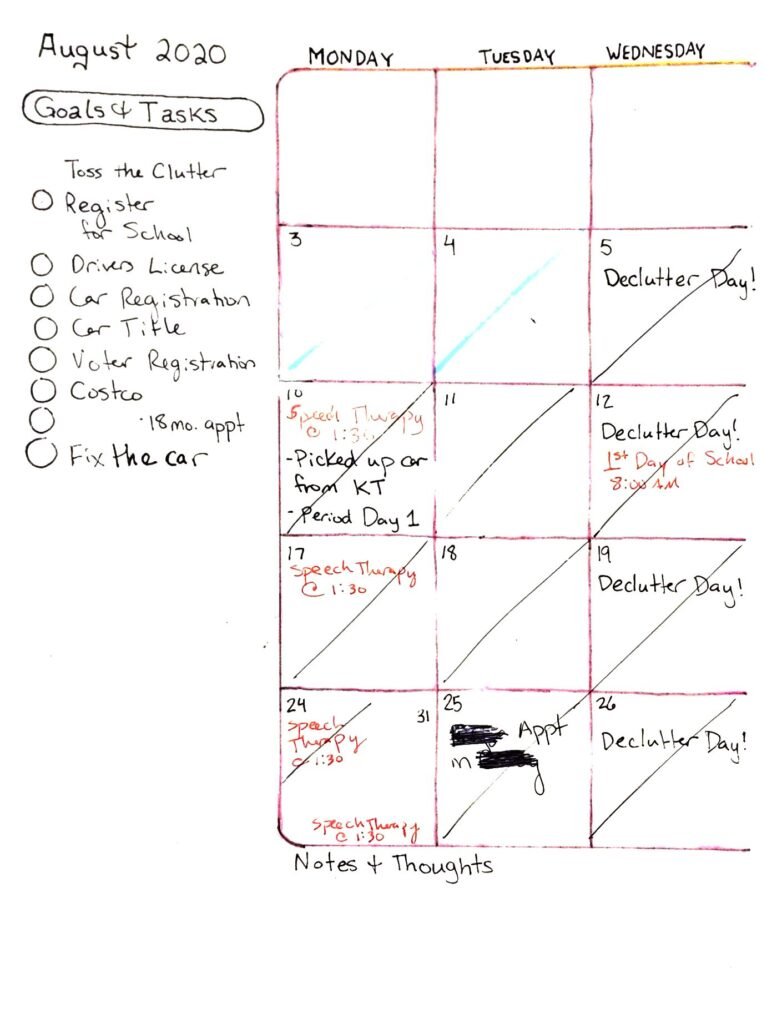 August 2020
MONDAY TUESDAY WEDNESDAY
Goals & Tasks
Toss the Clutter
Register
for School
Drivers License
Car Registration
Car Title
Voter Registration
Costco
·18 mo. appt
Fix the car
3
4
5
Declutter Day!
10
Speech Therapy
@ 1:30
-Picked up car
from KT
-Period Day 1
11
12
Declutter Day!
1st Day of School
8:00 AM
17
Speech Therapy
@ 1:30
18
19
Declutter Day!
24
Speech
Therapy
@ 1:30
31
Speech Therapy
@ 1:30
25
Appt
26
Declutter Day!
Notes & Thoughts